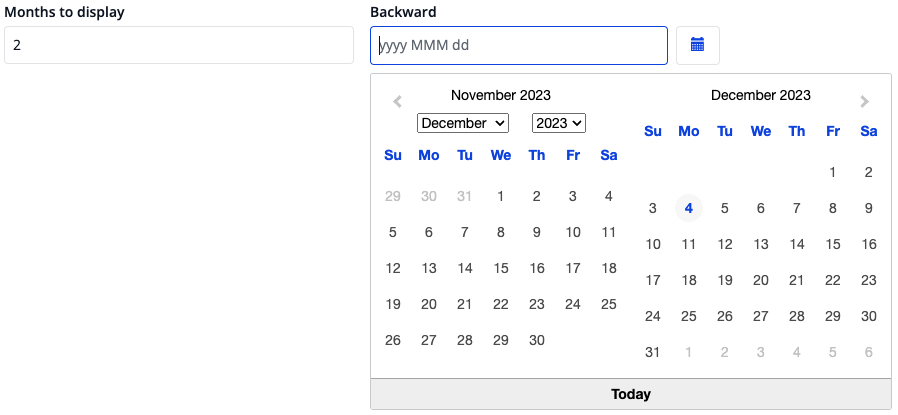 Months to display
2
Backward
yyyy MMM dd
November 2023
December 2023
December 2023
Su Mo Tu We Th Fr Sa
29 30 31 1 2 3 4
5 6 7 8 9 10 11
12 13 14 15 16 17 18
19 20 21 22 23 24 25
26 27 28 29 30
Su Mo Tu We Th Fr Sa
1 2
3 4 5 6 7 8 9
10 11 12 13 14 15 16
17 18 19 20 21 22 23
24 25 26 27 28 29 30
31 1 2 3 4 5 6
Today